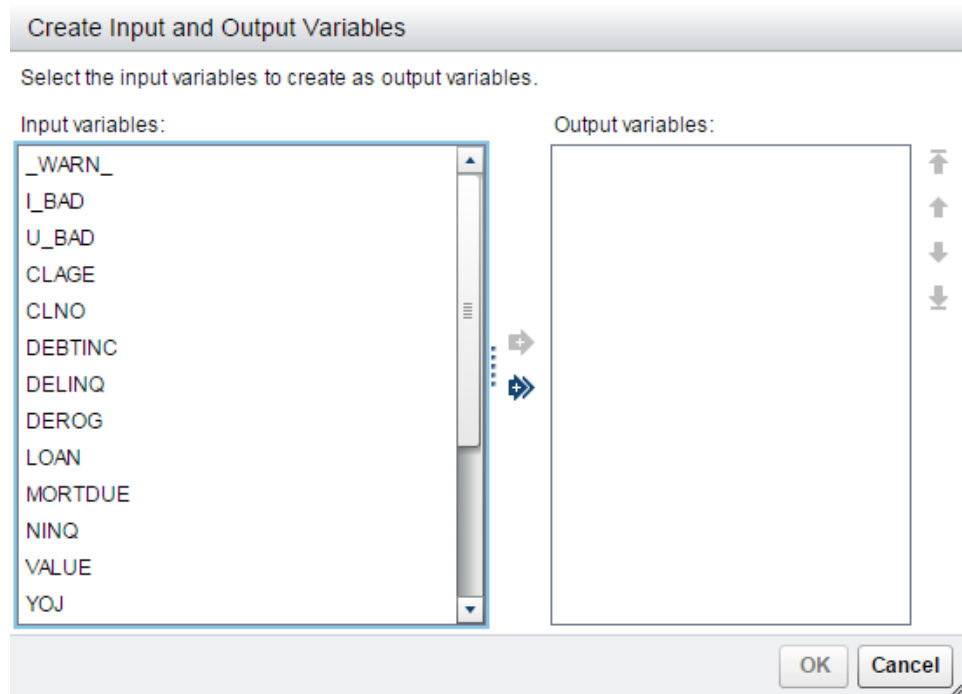 Create Input and Output Variables
Select the input variables to create as output variables.
Input variables:
_WARN_
I_BAD
U_BAD
CLAGE
CLNO
DEBTINC
DELINQ
DEROG
LOAN
MORTDUE
NINQ
VALUE
YOJ
Output variables:
OK
Cancel